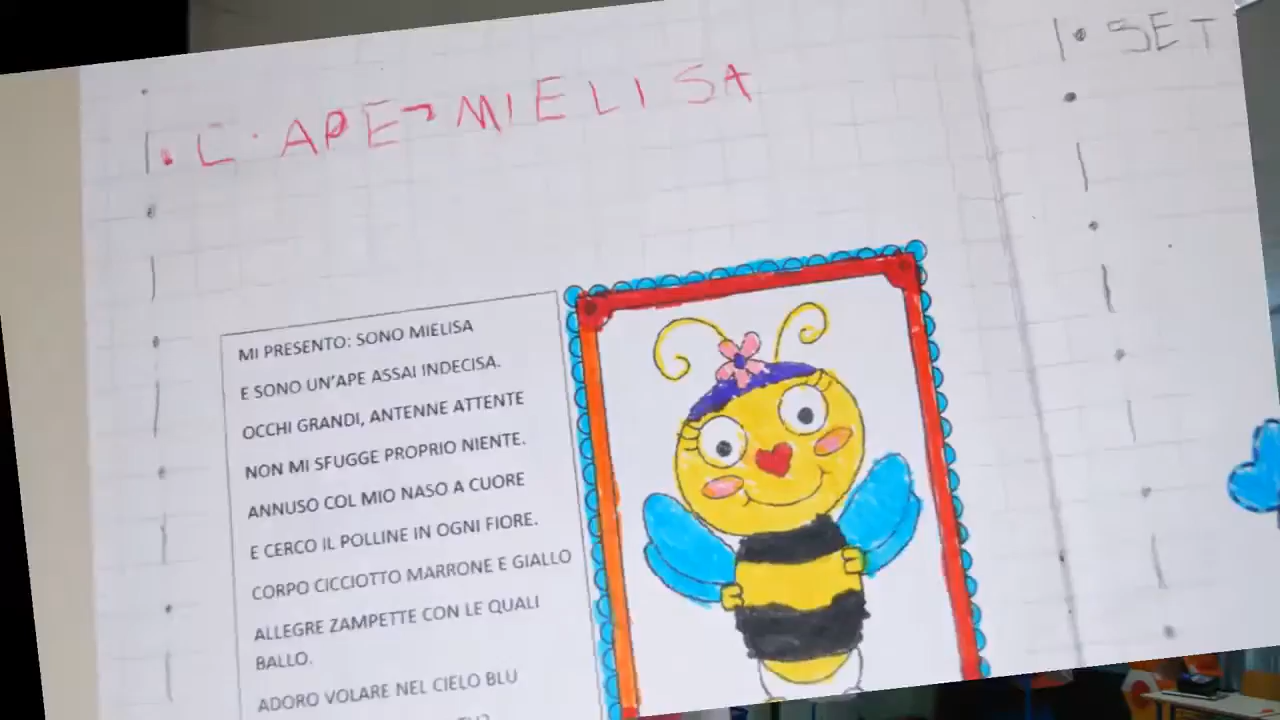 1. L'APE MIELISA
1. SET
MI PRESENTO: SONO MIELISA
E SONO UN'APE ASSAI INDECISA.
OCCHI GRANDI, ANTENNE ATTENTE
NON MI SFUGGE PROPRIO NIENTE.
ANNUSO COL MIO NASO A CUORE
E CERCO IL POLLINE IN OGNI FIORE.
CORPO CICCIOTTO MARRONE E GIALLO
ALLEGRE ZAMPETTE CON LE QUALI
BALLO.
ADORO VOLARE NEL CIELO BLU